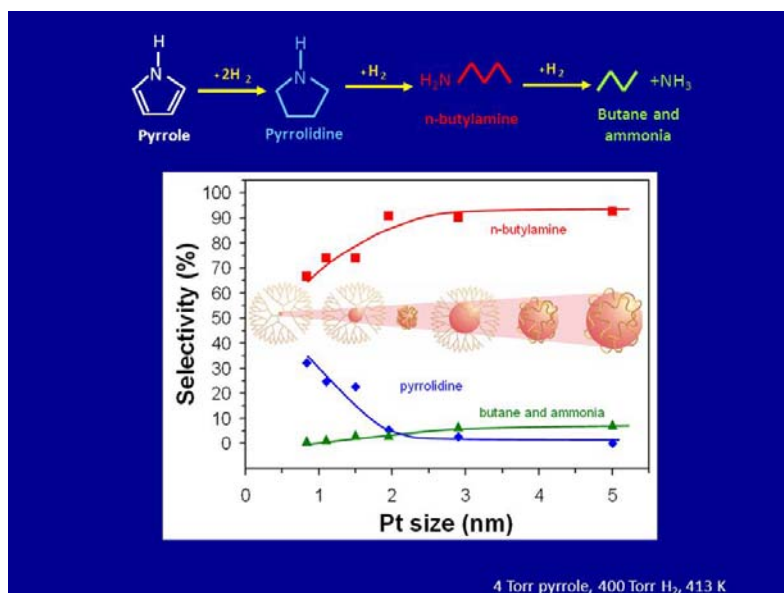 H
N
+2H2
+H2
+H2
H
N
H2N
+NH3
Pyrrole
Pyrrolidine
n-butylamine
Butane and
ammonia
100
90
80
70
60
50
40
30
20
10
0
Selectivity (%)
n-butylamine
pyrrolidine
butane and ammonia
0
1
2
3
4
5
Pt size (nm)
4 Torr pyrrole, 400 Torr H2, 413 K